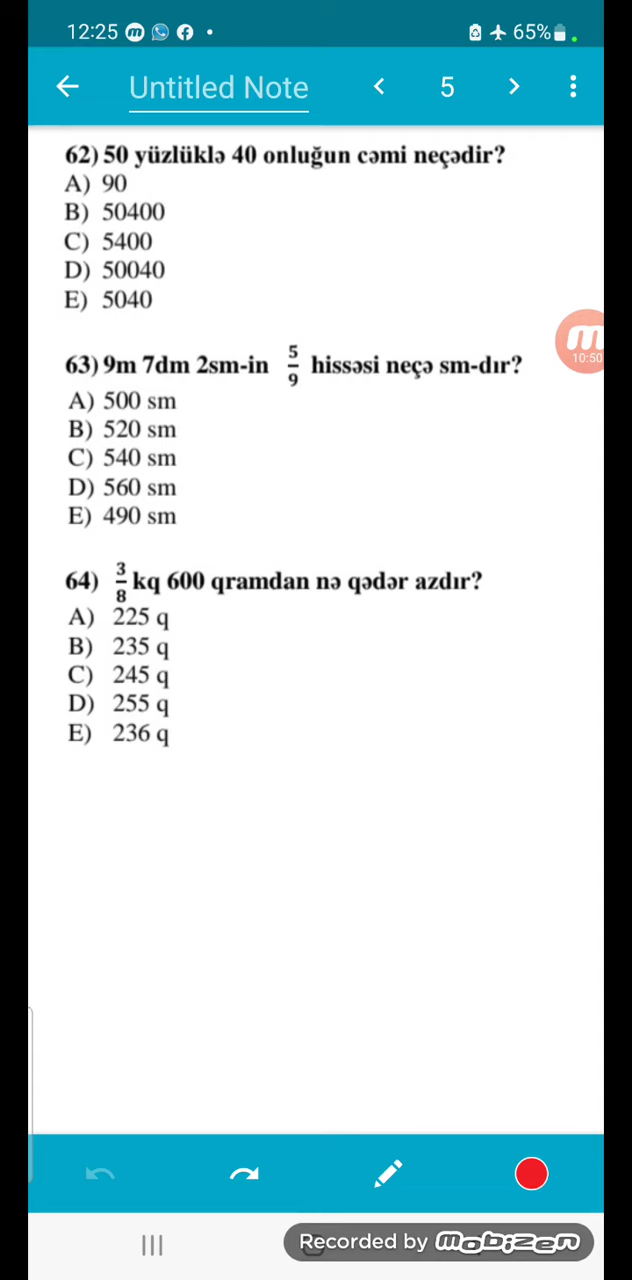 12:25 65%
Untitled Note < 5 >
62) 50 yüzlüklə 40 onluğun cəmi neçədir?
A) 90
B) 50400
C) 5400
D) 50040
E) 5040
63) 9m 7dm 2sm-in 5/9 hissəsi neçə sm-dır?
A) 500 sm
B) 520 sm
C) 540 sm
D) 560 sm
E) 490 sm
10:50
64) 3/8 kq 600 qramdan nə qədər azdır?
A) 225 q
B) 235 q
C) 245 q
D) 255 q
E) 236 q
Recorded by mobizen